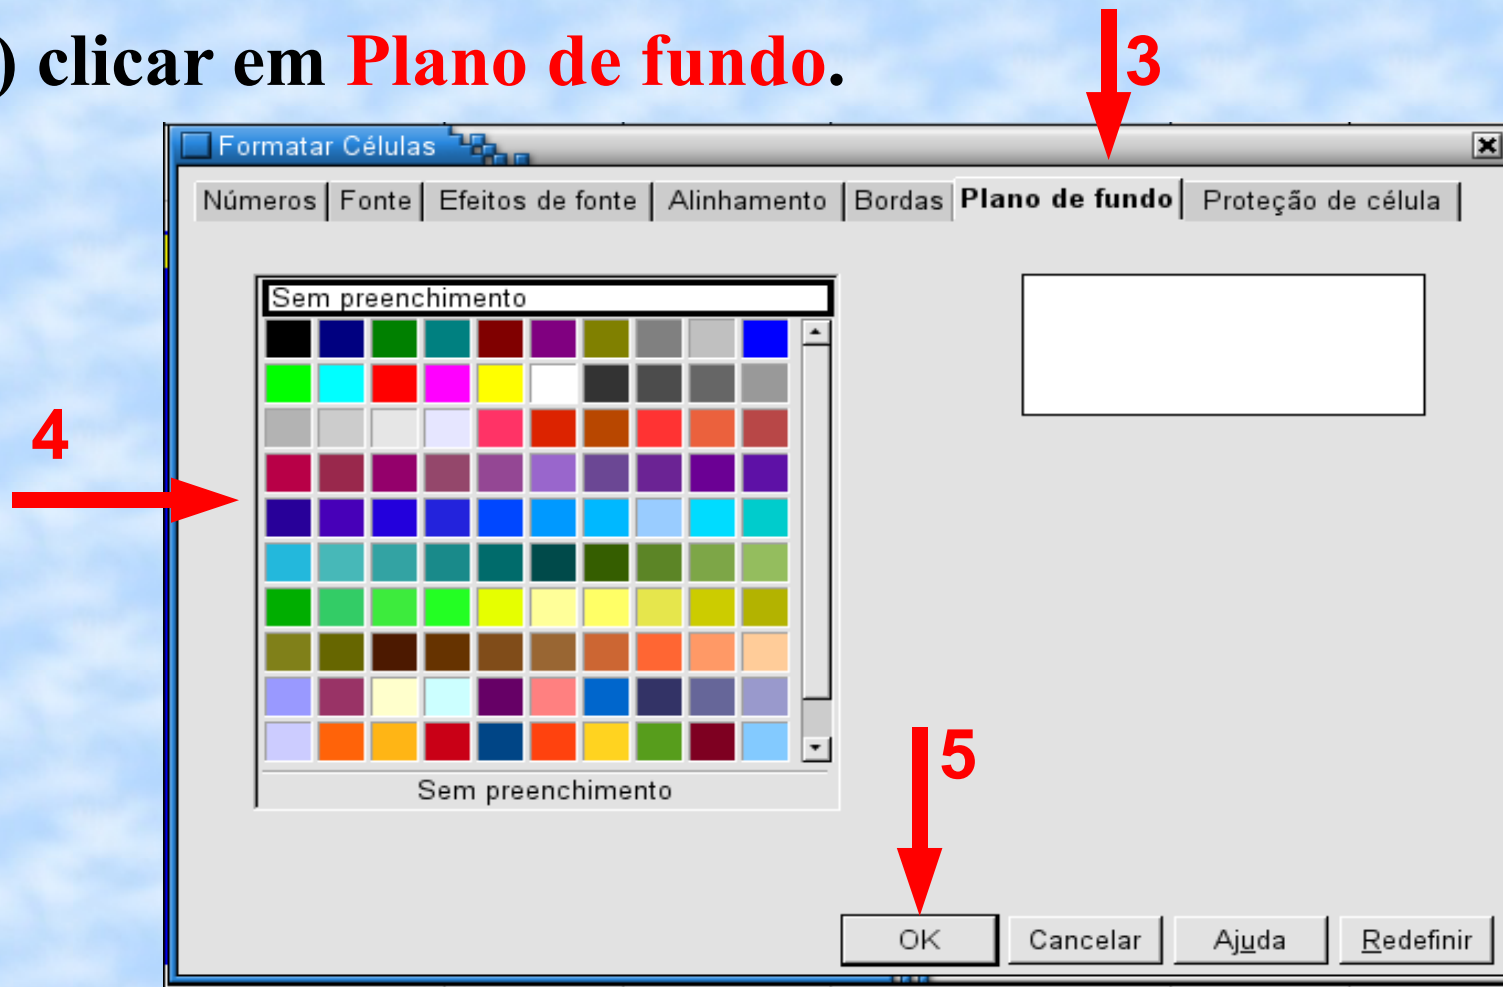 ) clicar em Plano de fundo.
3
Formatar Células
Números Fonte Efeitos de fonte Alinhamento Bordas Plano de fundo Proteção de célula
Sem preenchimento
4
5
Sem preenchimento
OK Cancelar Ajuda Redefinir